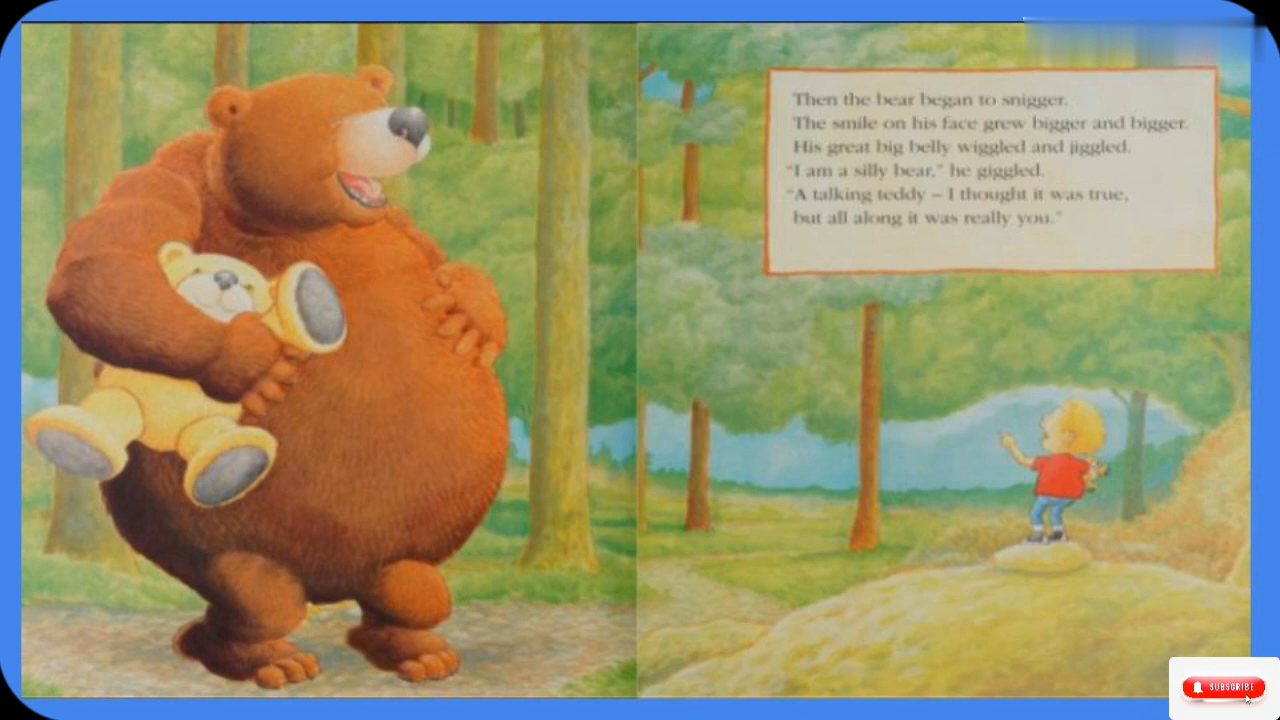 Then the bear began to snigger.
The smile on his face grew bigger and bigger.
His great big belly wiggled and jiggled.
"I am a silly bear," he giggled.
"A talking teddy – I thought it was true,
but all along it was really you."
SUBSCRIBE